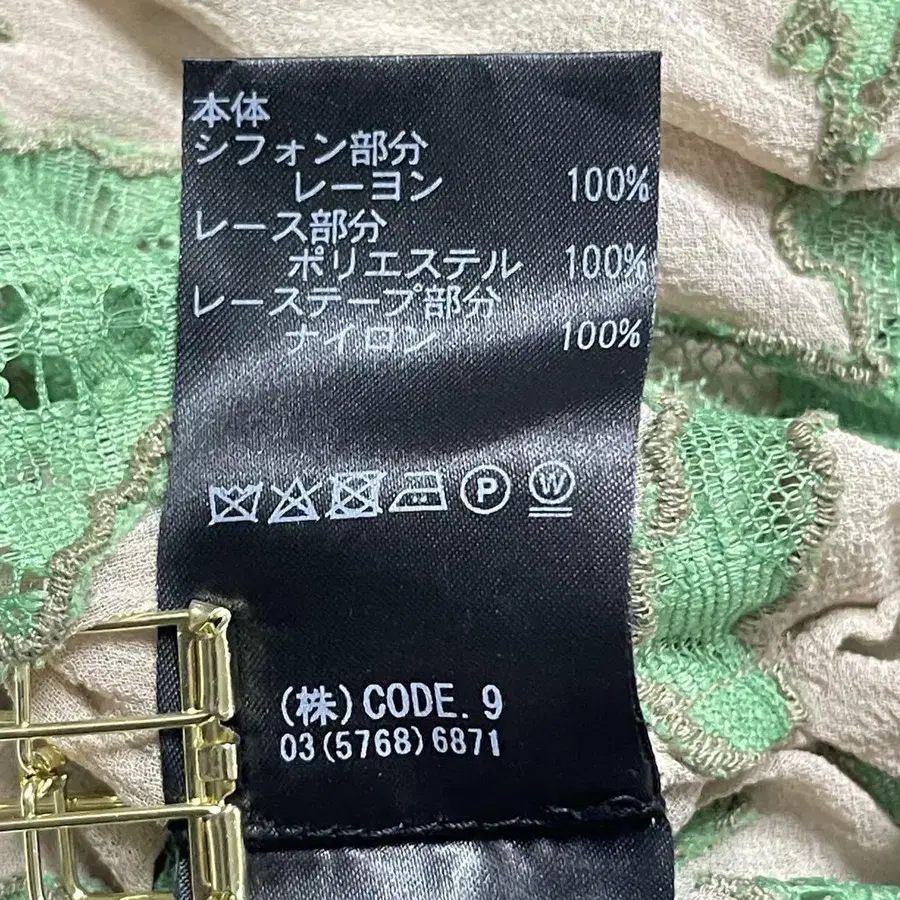 本体
シフォン部分
レーヨン 100%
レース部分
ポリエステル 100%
レーステープ部分
ナイロン 100%
P W
(株)CODE.9
03(5768)6871